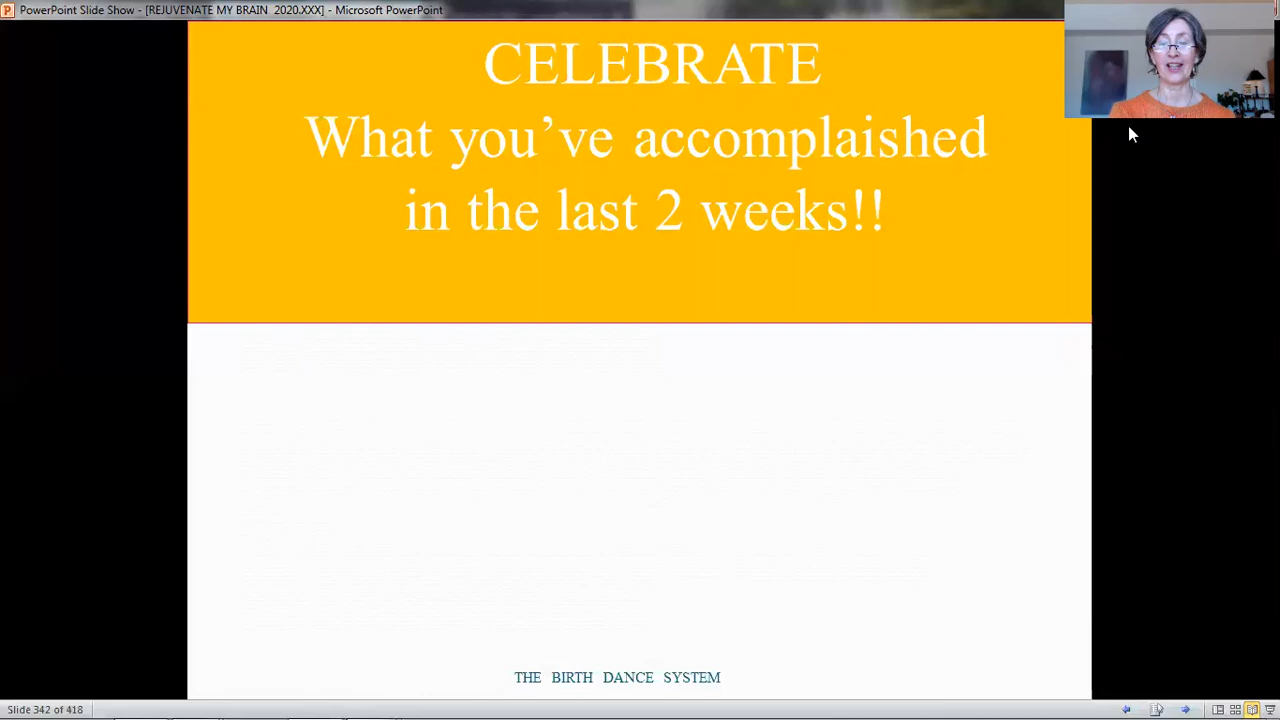 PowerPoint Slide Show - [REJUVENATE MY BRAIN  2020.XXX] - Microsoft PowerPoint
CELEBRATE
What you’ve accomplaished
in the last 2 weeks!!
THE BIRTH DANCE SYSTEM
Slide 342 of 418